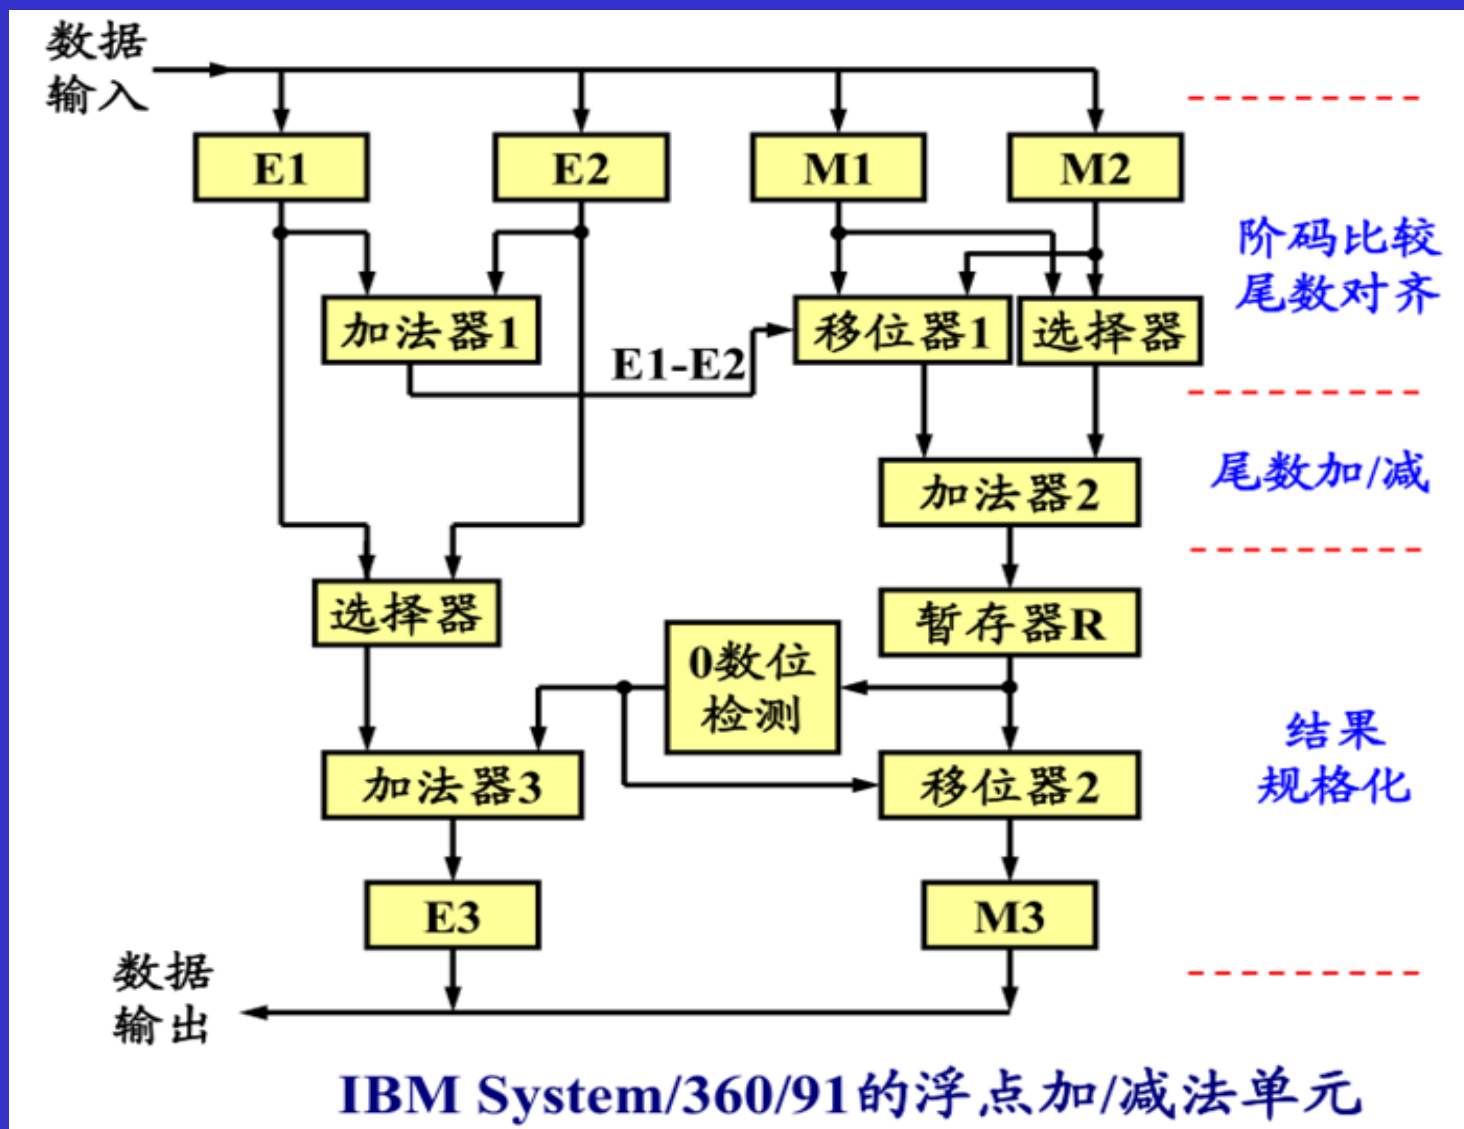 数据
输入
E1
E2
M1
M2
阶码比较
尾数对齐
加法器1
移位器1
选择器
E1-E2
尾数加/减
加法器2
选择器
暂存器R
0数位
检测
结果
规格化
加法器3
移位器2
E3
M3
数据
输出
IBM System/360/91的浮点加/减法单元